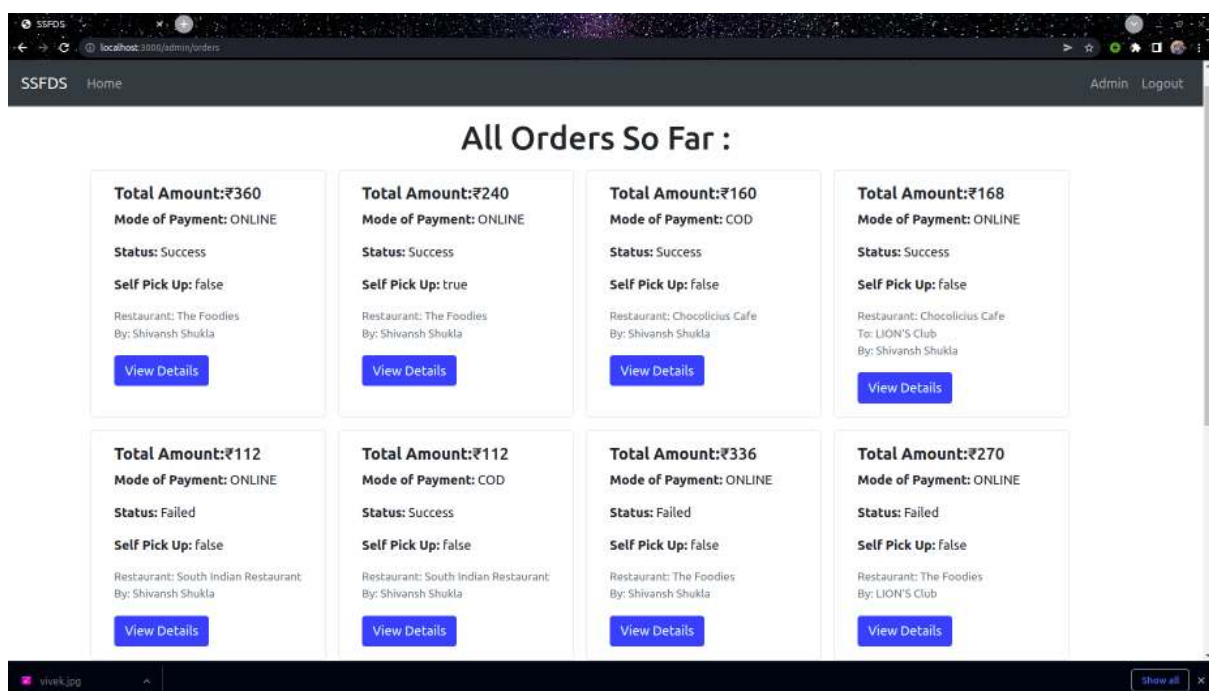 SSFDS
localhost:3000/admin/orders
SSFDS Home Admin Logout
All Orders So Far :
Total Amount:₹360
Mode of Payment: ONLINE
Status: Success
Self Pick Up: false
Restaurant: The Foodies
By: Shivansh Shukla
View Details
Total Amount:₹240
Mode of Payment: ONLINE
Status: Success
Self Pick Up: true
Restaurant: The Foodies
By: Shivansh Shukla
View Details
Total Amount:₹160
Mode of Payment: COD
Status: Success
Self Pick Up: false
Restaurant: Chocolicius Cafe
By: Shivansh Shukla
View Details
Total Amount:₹168
Mode of Payment: ONLINE
Status: Success
Self Pick Up: false
Restaurant: Chocolicius Cafe
To: LION'S Club
By: Shivansh Shukla
View Details
Total Amount:₹112
Mode of Payment: ONLINE
Status: Failed
Self Pick Up: false
Restaurant: South Indian Restaurant
By: Shivansh Shukla
View Details
Total Amount:₹112
Mode of Payment: COD
Status: Success
Self Pick Up: false
Restaurant: South Indian Restaurant
By: Shivansh Shukla
View Details
Total Amount:₹336
Mode of Payment: ONLINE
Status: Failed
Self Pick Up: false
Restaurant: The Foodies
By: Shivansh Shukla
View Details
Total Amount:₹270
Mode of Payment: ONLINE
Status: Failed
Self Pick Up: false
Restaurant: The Foodies
By: LION'S Club
View Details
vivek.jpg
Show all